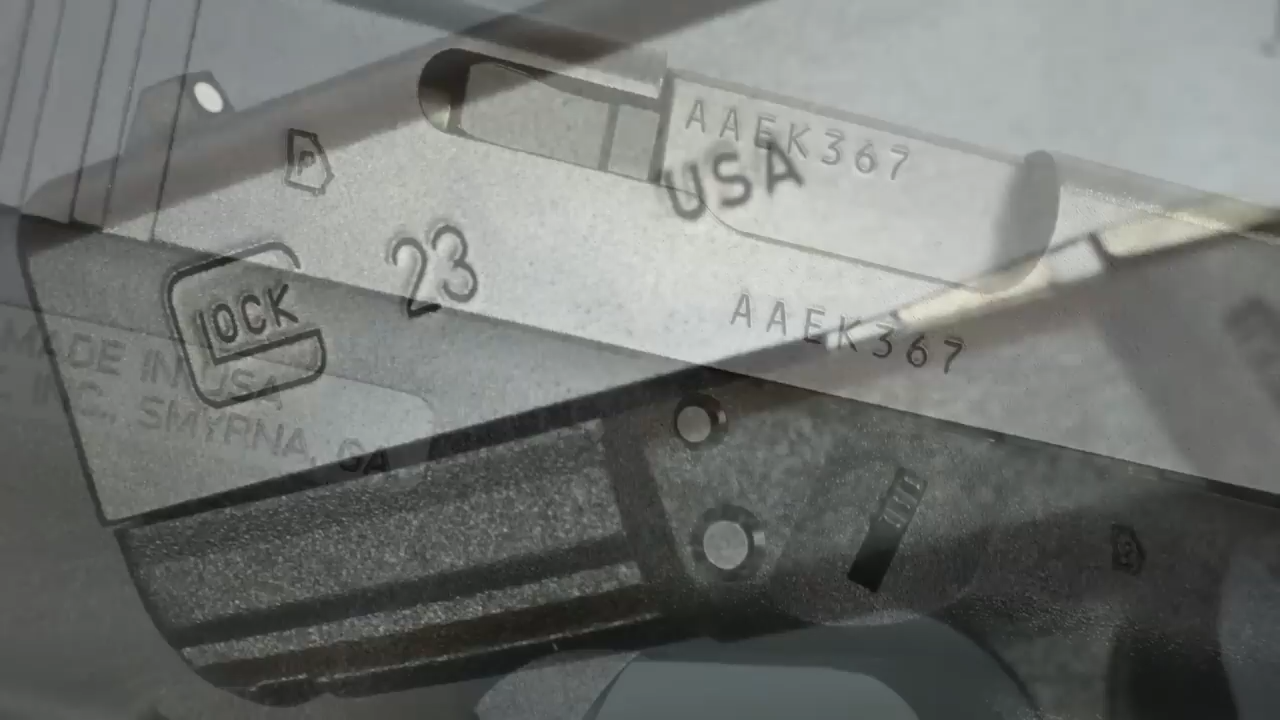 AAEK367
USA
P
23
GLOCK
AAEK367
MADE IN USA
INC. SMYRNA, GA